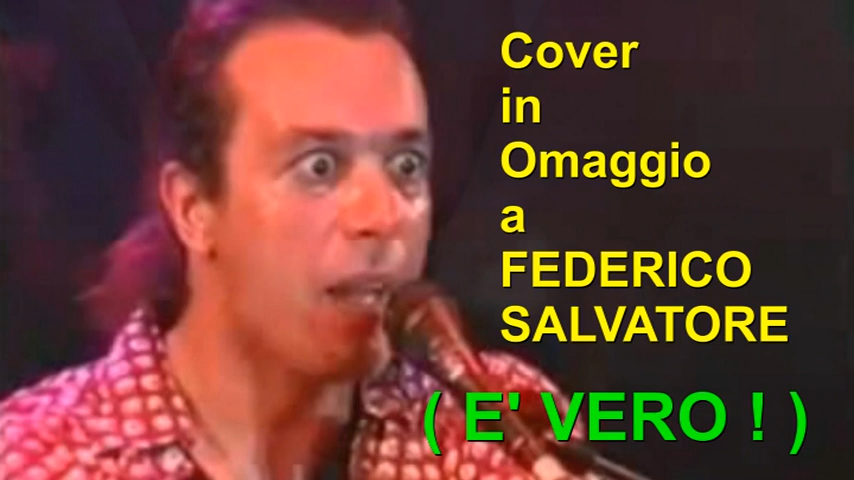 Cover
in
Omaggio
a
FEDERICO
SALVATORE
( E' VERO ! )